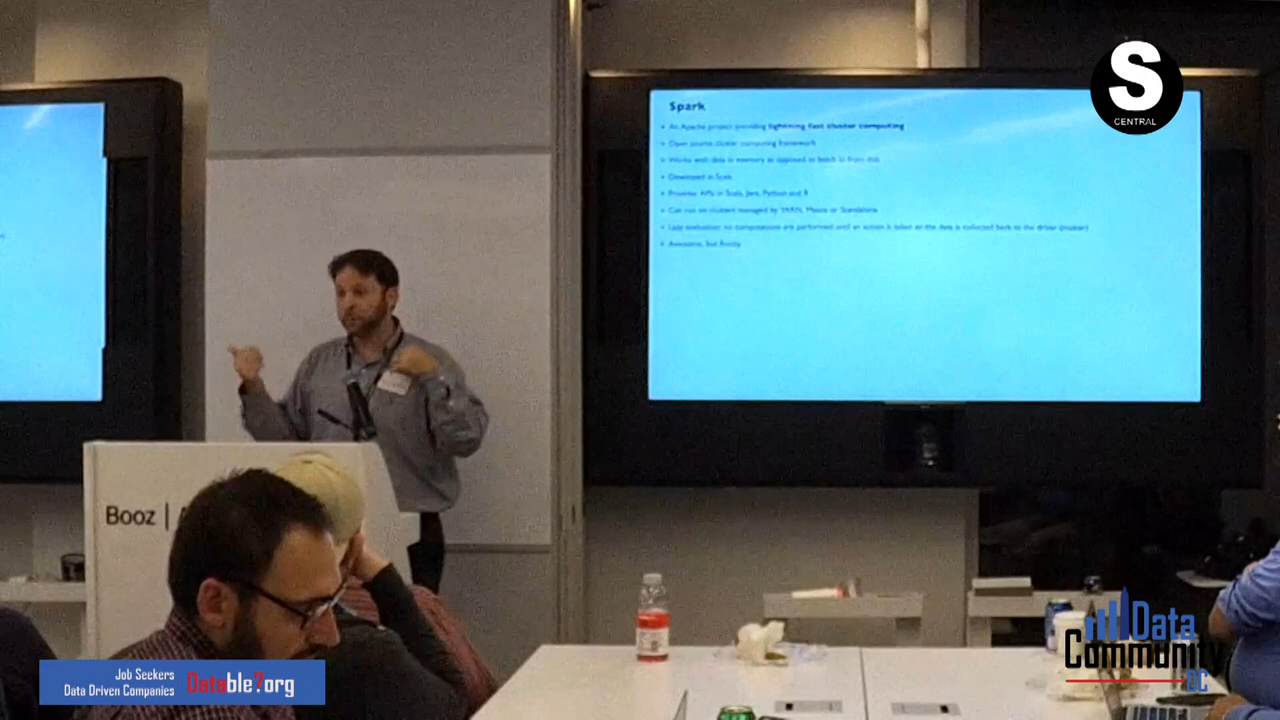 S
CENTRAL
Spark
An Apache project providing lightning fast cluster computing
Open source cluster computing framework
Works with data in memory as opposed to batch in from disk
Developed in Scala
Provides APIs in Scala, Java, Python and R
Can run on clusters managed by YARN, Mesos or Standalone
Lazy evaluation: no computations are performed until an action is taken or the data is collected back to the driver (master)
Awesome, but finicky
Booz |
Job Seekers
Data Driven Companies
Datable?org
Data
Community
DC